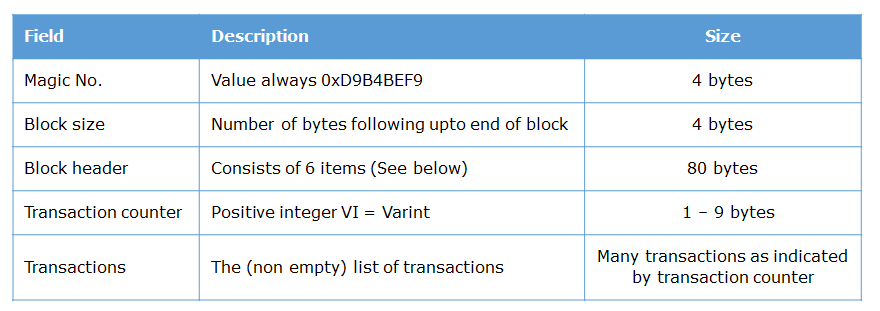 Field Description Size
Magic No. Value always 0xD9B4BEF9 4 bytes
Block size Number of bytes following upto end of block 4 bytes
Block header Consists of 6 items (See below) 80 bytes
Transaction counter Positive integer VI = Varint 1 – 9 bytes
Transactions The (non empty) list of transactions Many transactions as indicated
by transaction counter